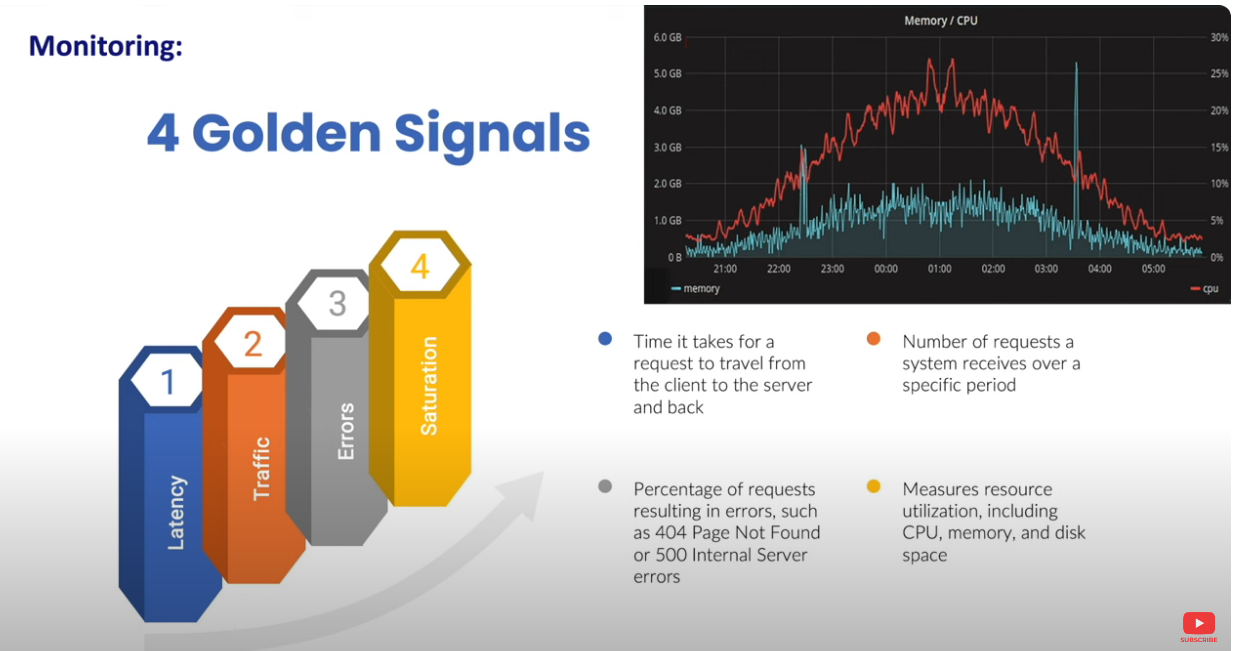 Monitoring:
4 Golden Signals
1
Latency
2
Traffic
3
Errors
4
Saturation
Memory / CPU
6.0 GB
5.0 GB
4.0 GB
3.0 GB
2.0 GB
1.0 GB
0 B
30%
25%
20%
15%
10%
5%
0%
21:00 22:00 23:00 00:00 01:00 02:00 03:00 04:00 05:00
memory
cpu
Time it takes for a
request to travel from
the client to the server
and back
Number of requests a
system receives over a
specific period
Percentage of requests
resulting in errors, such
as 404 Page Not Found
or 500 Internal Server
errors
Measures resource
utilization, including
CPU, memory, and disk
space
SUBSCRIBE